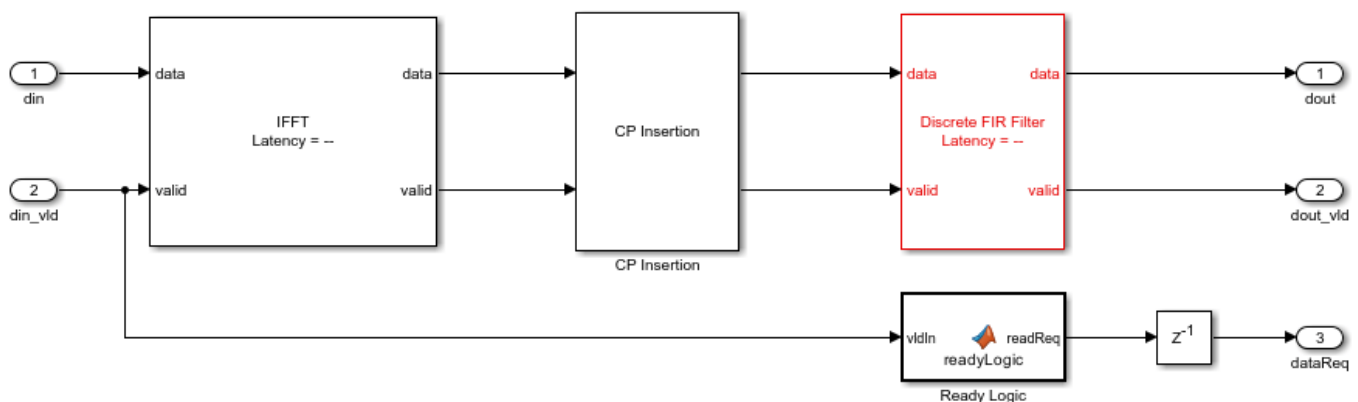 1
din
2
din_vld
data
data
IFFT
Latency = --
valid
valid
CP Insertion
CP Insertion
data
data
Discrete FIR Filter
Latency = --
valid
valid
1
dout
2
dout_vld
vldIn
readReq
readyLogic
Ready Logic
Z-1
3
dataReq